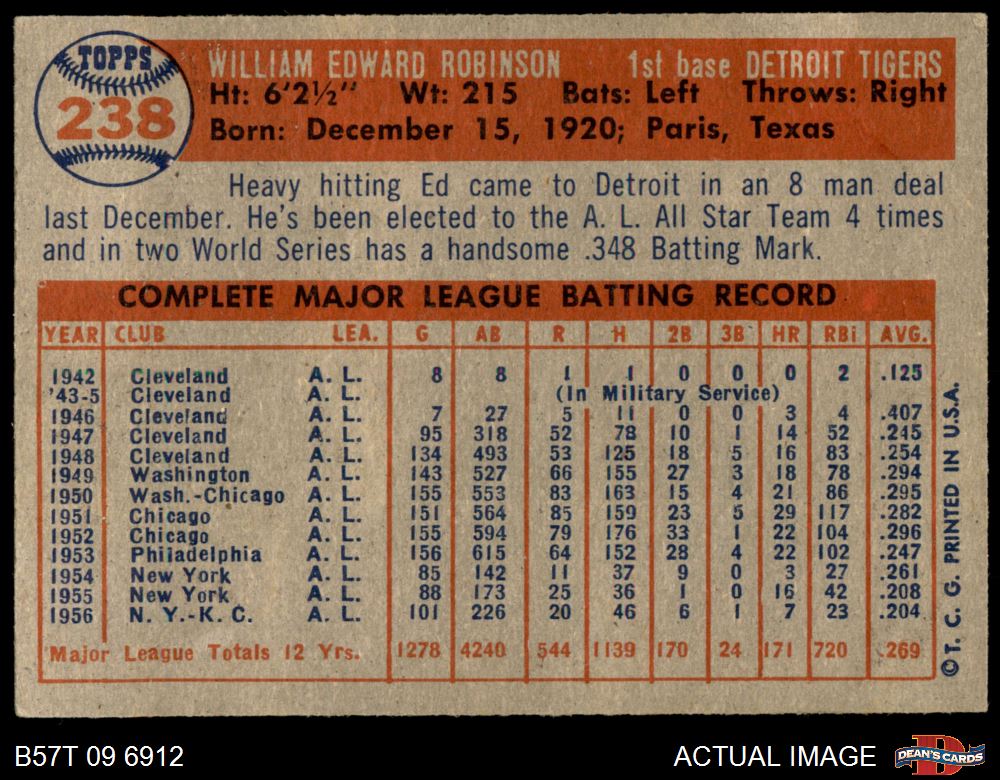 TOPPS
238
WILLIAM EDWARD ROBINSON 1st base DETROIT TIGERS
Ht: 6'2½" Wt: 215 Bats: Left Throws: Right
Born: December 15, 1920; Paris, Texas
Heavy hitting Ed came to Detroit in an 8 man deal
last December. He's been elected to the A. L. All Star Team 4 times
and in two World Series has a handsome .348 Batting Mark.
COMPLETE MAJOR LEAGUE BATTING RECORD
YEAR CLUB LEA. G AB R H 2B 3B HR RBi AVG.
1942 Cleveland A. L. 8 8 1 1 0 0 0 2 .125
'43-5 Cleveland A. L. (In Military Service)
1946 Cleveland A. L. 7 27 5 11 0 0 3 4 .407
1947 Cleveland A. L. 95 318 52 78 10 1 14 52 .245
1948 Cleveland A. L. 134 493 53 125 18 5 16 83 .254
1949 Washington A. L. 143 527 66 155 27 3 18 78 .294
1950 Wash.-Chicago A. L. 155 553 83 163 15 4 21 86 .295
1951 Chicago A. L. 151 564 85 159 23 5 29 117 .282
1952 Chicago A. L. 155 594 79 176 33 1 22 104 .296
1953 Philadelphia A. L. 156 615 64 152 28 4 22 102 .247
1954 New York A. L. 85 142 11 37 9 0 3 27 .261
1955 New York A. L. 88 173 25 36 1 0 16 42 .208
1956 N. Y.-K. C. A. L. 101 226 20 46 6 1 7 23 .204
Major League Totals 12 Yrs. 1278 4240 544 1139 170 24 171 720 .269
©T. C. G. PRINTED IN U.S.A.
B57T 09 6912
ACTUAL IMAGE
DEAN'S CARDS